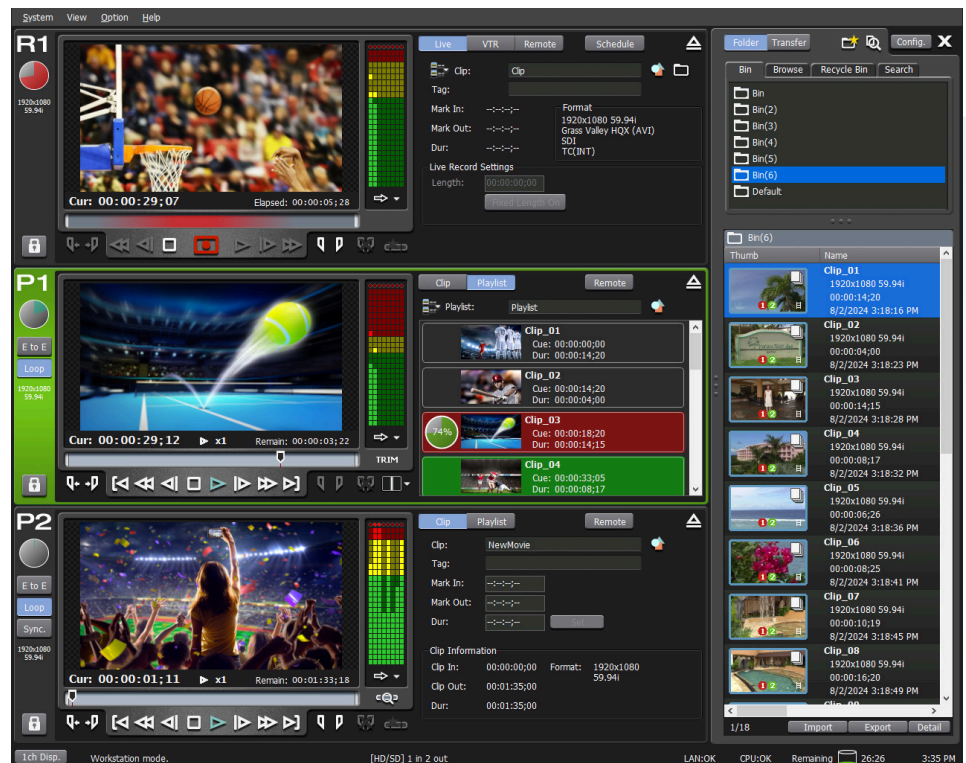 System View Option Help
R1
1920x1080
59.94i
Cur: 00:00:29;07 Elapsed: 00:00:05;28
Live VTR Remote Schedule
Clip: Clip
Tag:
Mark In: --:--:--;--
Mark Out: --:--:--;--
Dur: --:--:--;--
Format
1920x1080 59.94i
Grass Valley HQX (AVI)
SDI
TC(INT)
Live Record Settings
Length: 00:00:00;00
Fixed Length On
P1
E to E
Loop
1920x1080
59.94i
Cur: 00:00:29;12 x1 Remain: 00:00:03;22
TRIM
Clip Playlist Remote
Playlist: Playlist
Clip_01
Cue: 00:00:00;00
Dur: 00:00:14;20
Clip_02
Cue: 00:00:14;20
Dur: 00:00:04;00
74%
Clip_03
Cue: 00:00:18;20
Dur: 00:00:14;15
Clip_04
Cue: 00:00:33;05
Dur: 00:00:08;17
P2
E to E
Loop
Sync.
1920x1080
59.94i
Cur: 00:00:01;11 x1 Remain: 00:01:33;18
Clip Playlist Remote
Clip: NewMovie
Tag:
Mark In: --:--:--;--
Mark Out: --:--:--;--
Dur: --:--:--;-- Set
Clip Information
Clip In: 00:00:00;00 Format: 1920x1080
59.94i
Clip Out: 00:01:35;00
Dur: 00:01:35;00
Folder Transfer Config. X
Bin Browse Recycle Bin Search
Bin
Bin(2)
Bin(3)
Bin(4)
Bin(5)
Bin(6)
Default
Bin(6)
Thumb Name
Clip_01
1920x1080 59.94i
00:00:14;20
8/2/2024 3:18:16 PM
1 2
Clip_02
1920x1080 59.94i
00:00:04;00
8/2/2024 3:18:23 PM
1 2
Clip_03
1920x1080 59.94i
00:00:14;15
8/2/2024 3:18:28 PM
1 2
Clip_04
1920x1080 59.94i
00:00:08;17
8/2/2024 3:18:32 PM
1 2
Clip_05
1920x1080 59.94i
00:00:06;26
8/2/2024 3:18:36 PM
1 2
Clip_06
1920x1080 59.94i
00:00:08;25
8/2/2024 3:18:41 PM
1 2
Clip_07
1920x1080 59.94i
00:00:10;19
8/2/2024 3:18:45 PM
1 2
Clip_08
1920x1080 59.94i
00:00:16;20
8/2/2024 3:18:49 PM
1 2
1/18 Import Export Detail
1ch Disp. Workstation mode. [HD/SD] 1 in 2 out LAN:OK CPU:OK Remaining 26:26 3:35 PM